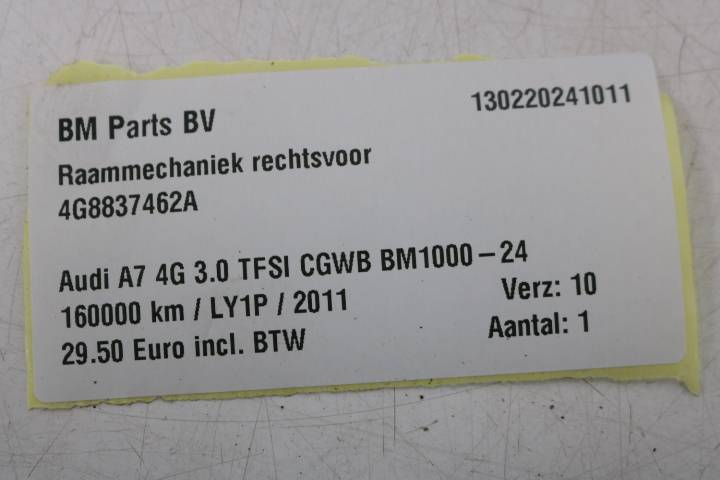 BM Parts BV
130220241011
Raammechaniek rechtsvoor
4G8837462A
Audi A7 4G 3.0 TFSI CGWB BM1000-24
160000 km / LY1P / 2011
Verz: 10
29.50 Euro incl. BTW
Aantal: 1